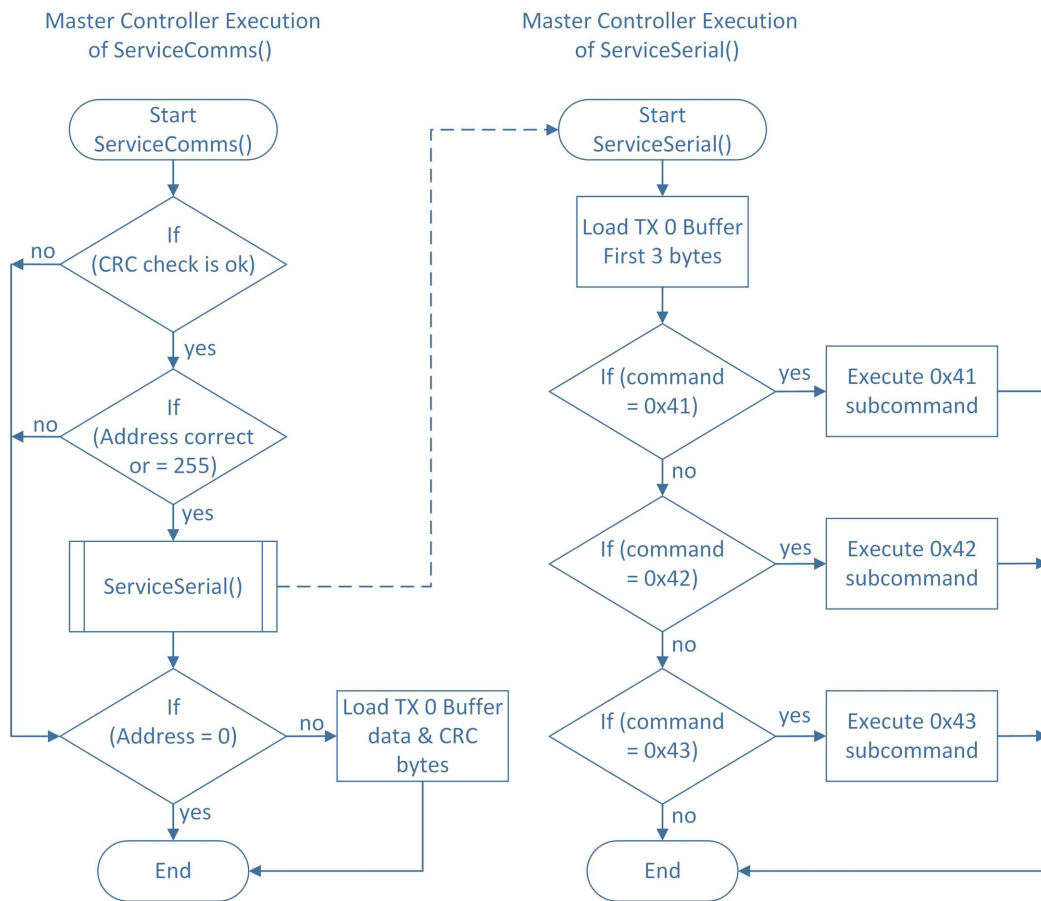 Master Controller Execution
of ServiceComms()
Start
ServiceComms()
If
(CRC check is ok)
no
yes
If
(Address correct
or = 255)
no
yes
ServiceSerial()
If
(Address = 0)
no
Load TX 0 Buffer
data & CRC
bytes
yes
End
Master Controller Execution
of ServiceSerial()
Start
ServiceSerial()
Load TX 0 Buffer
First 3 bytes
If (command
= 0x41)
yes
Execute 0x41
subcommand
no
If (command
= 0x42)
yes
Execute 0x42
subcommand
no
If (command
= 0x43)
yes
Execute 0x43
subcommand
no
End